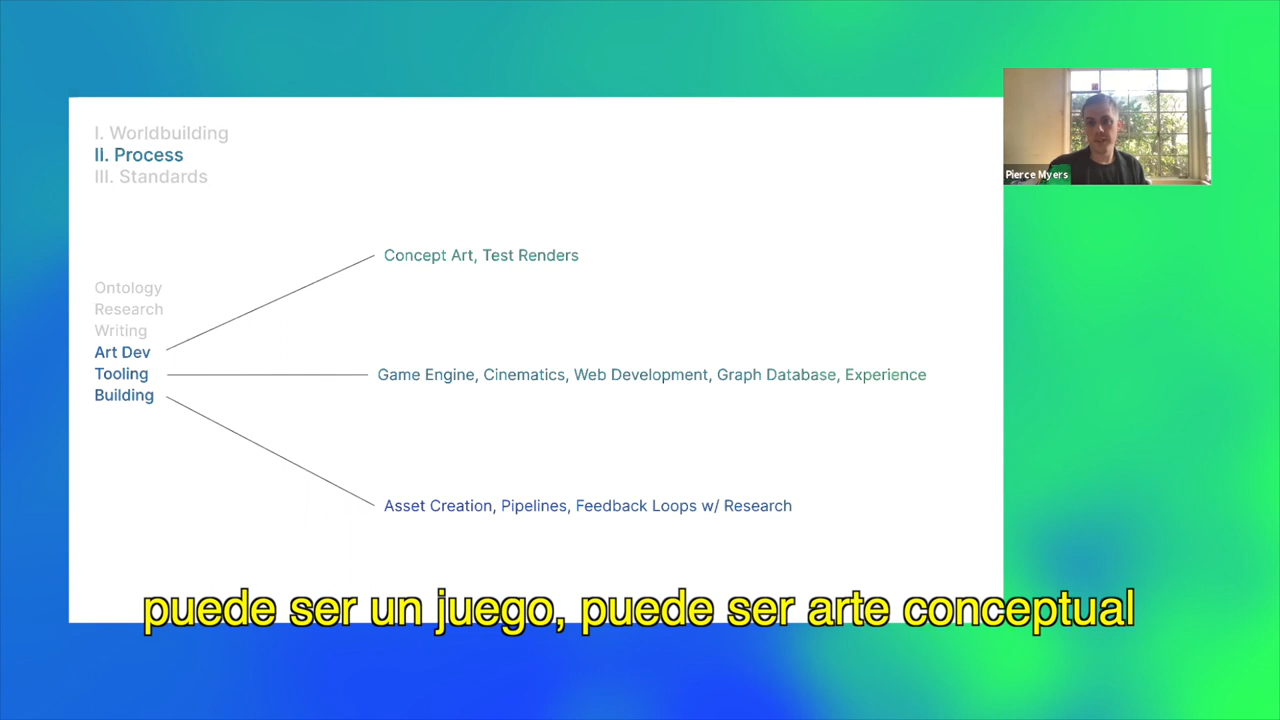 I. Worldbuilding
II. Process
III. Standards
Pierce Myers
Concept Art, Test Renders
Ontology
Research
Writing
Art Dev
Tooling
Building
Game Engine, Cinematics, Web Development, Graph Database, Experience
Asset Creation, Pipelines, Feedback Loops w/ Research
puede ser un juego, puede ser arte conceptual